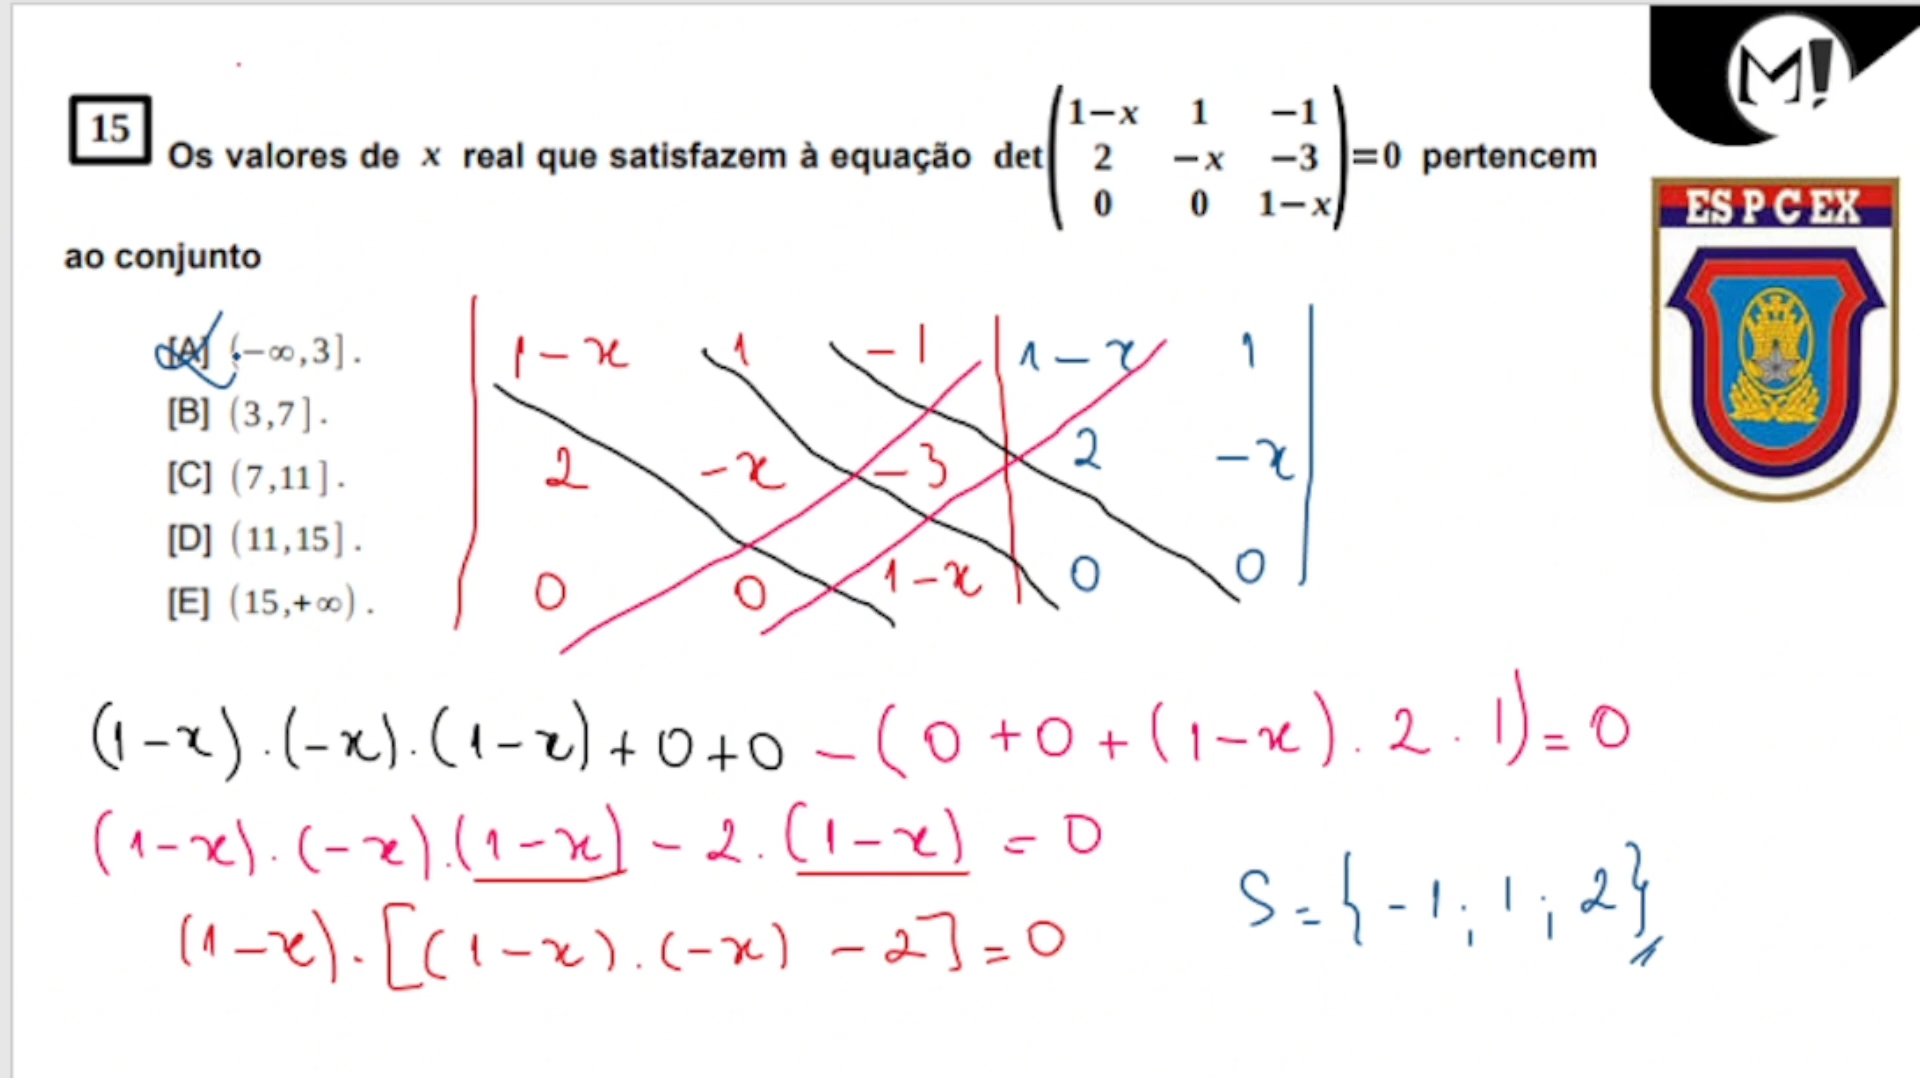 15
Os valores de x real que satisfazem à equação det(1−x 1 −1
2 −x −3
0 0 1−x)=0 pertencem
ao conjunto
[A] (−∞,3].
[B] (3,7].
[C] (7,11].
[D] (11,15].
[E] (15,+∞).
1−x 1 −1 1−x 1
2 −x −3 2 −x
0 0 1−x 0 0
(1−x).(−x).(1−x)+0+0−(0+0+(1−x).2.1)=0
(1−x).(−x).(1−x)−2.(1−x)=0
(1−x).[(1−x).(−x)−2]=0
S={−1;1;2}
M!
ESPCEX